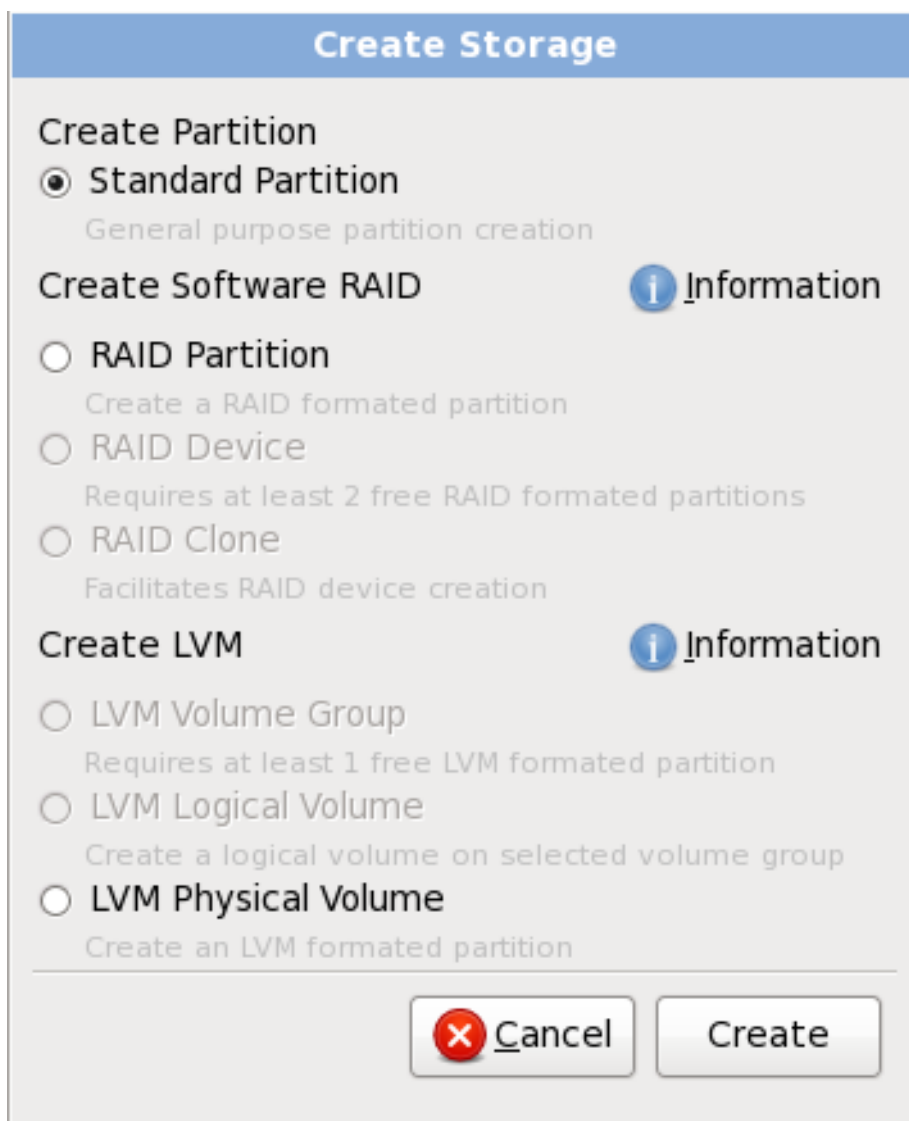 Create Storage
Create Partition
Standard Partition
General purpose partition creation
Create Software RAID
Information
RAID Partition
Create a RAID formated partition
RAID Device
Requires at least 2 free RAID formated partitions
RAID Clone
Facilitates RAID device creation
Create LVM
Information
LVM Volume Group
Requires at least 1 free LVM formated partition
LVM Logical Volume
Create a logical volume on selected volume group
LVM Physical Volume
Create an LVM formated partition
Cancel
Create